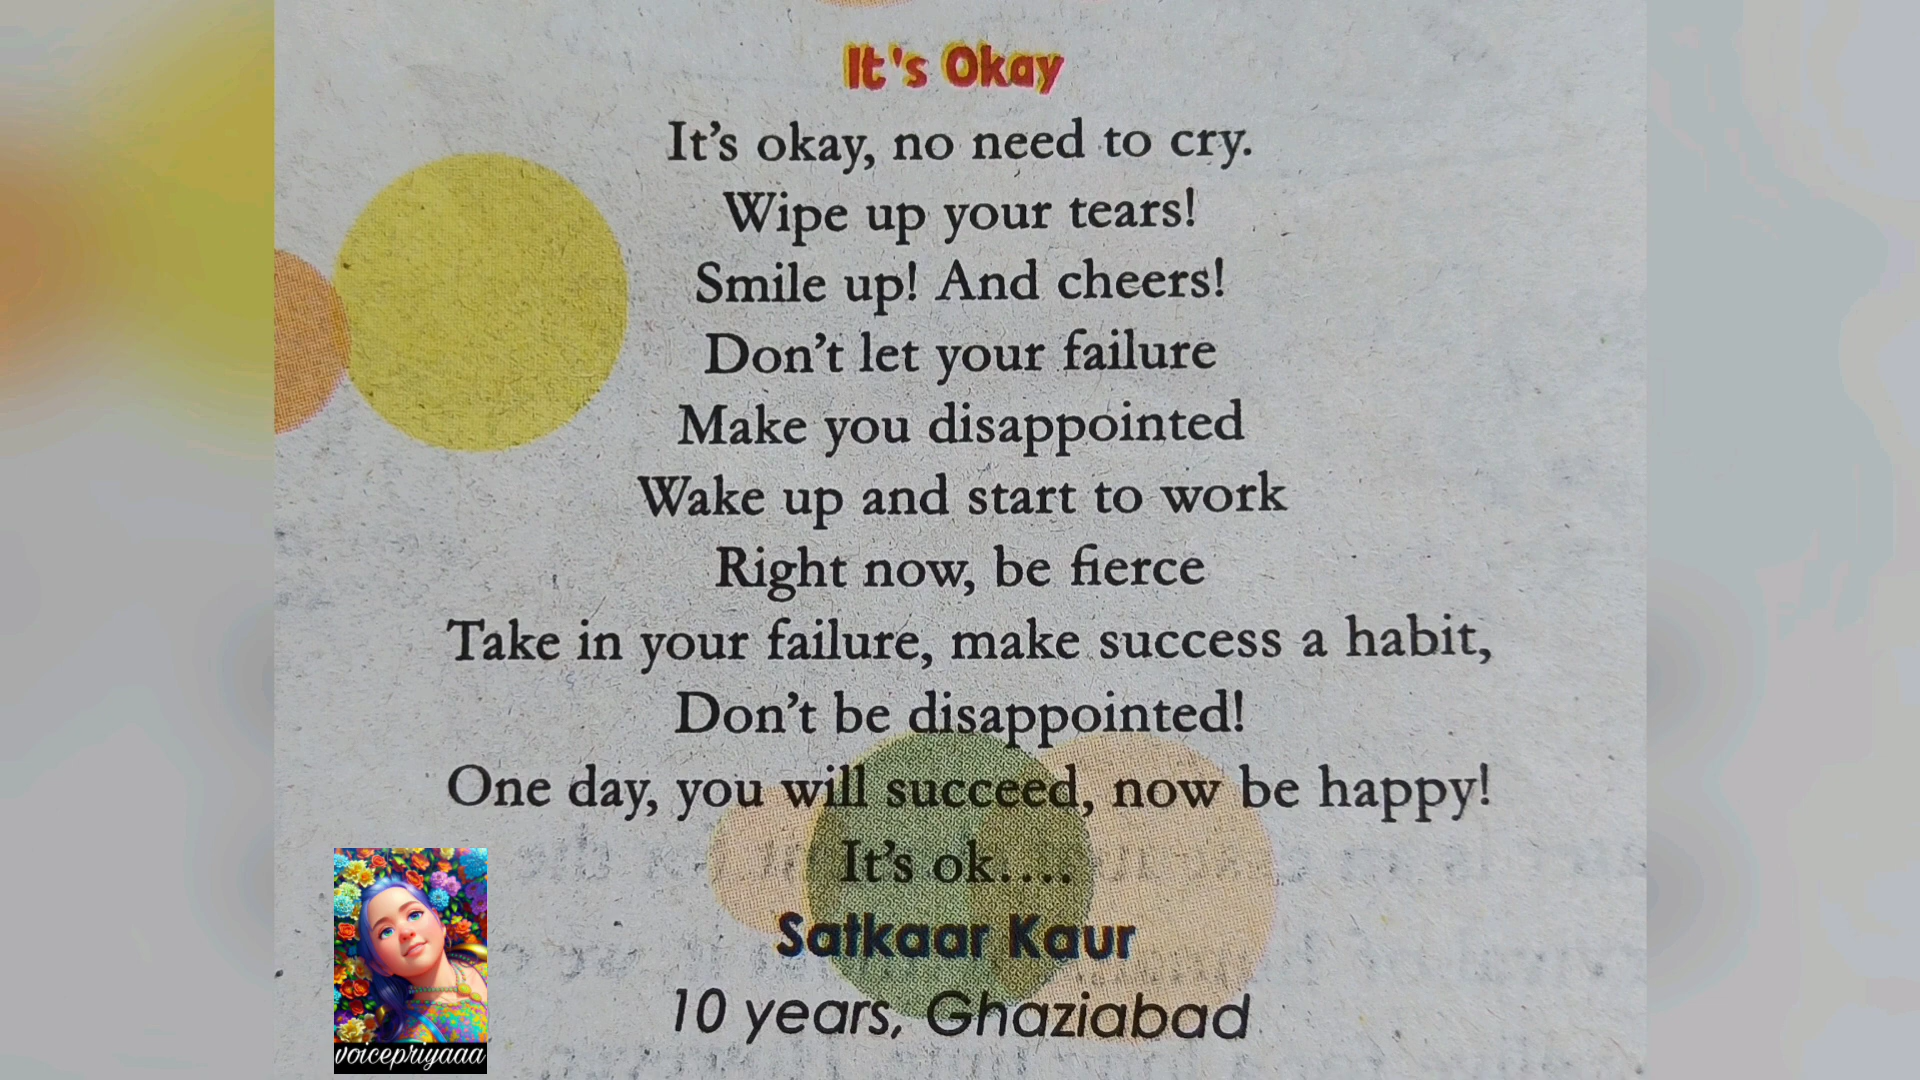 It's Okay
It's okay, no need to cry.
Wipe up your tears!
Smile up! And cheers!
Don't let your failure
Make you disappointed
Wake up and start to work
Right now, be fierce
Take in your failure, make success a habit,
Don't be disappointed!
One day, you will succeed, now be happy!
It's ok....
Satkaar Kaur
10 years, Ghaziabad
voicepriyaaa